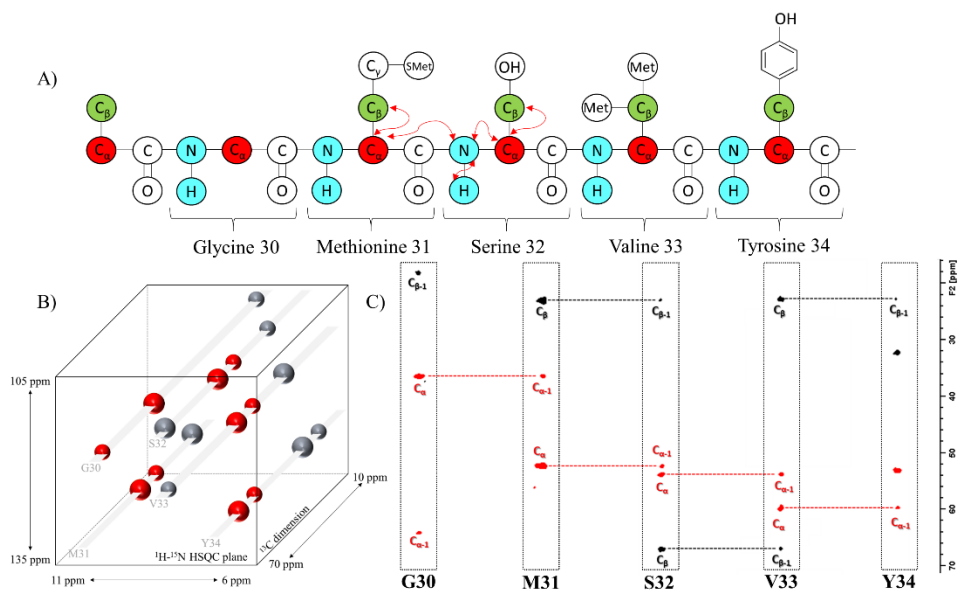 A)
OH
Cγ SMet OH Met
Cβ Cβ Cβ Met Cβ Cβ
Cα C N Cα C N Cα C N Cα C N Cα C N Cα C
O H O H O H O H O H O
Glycine 30 Methionine 31 Serine 32 Valine 33 Tyrosine 34
B)
105 ppm
135 ppm
11 ppm
6 ppm
70 ppm
10 ppm
¹³C dimension
¹H-¹⁵N HSQC plane
G30
S32
V33
M31
Y34
C)
Cβ-1
Cβ Cβ-1 Cβ Cβ-1
Cα Cα-1
Cα Cα-1
Cα Cα-1
Cα Cα-1
Cα-1
Cβ Cβ-1
F2 [ppm]
30
40
50
60
70
G30 M31 S32 V33 Y34